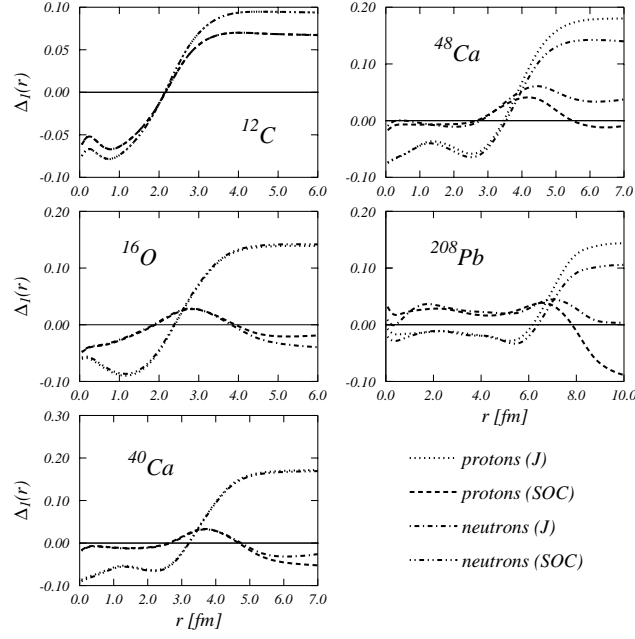 0.10
0.05
0.00
-0.05
-0.10
Δ1(r)
12C
0.0 1.0 2.0 3.0 4.0 5.0 6.0
0.20
0.10
0.00
-0.10
48Ca
0.0 1.0 2.0 3.0 4.0 5.0 6.0 7.0
0.20
0.10
0.00
-0.10
Δ1(r)
16O
0.0 1.0 2.0 3.0 4.0 5.0 6.0
0.20
0.10
0.00
-0.10
208Pb
0.0 2.0 4.0 6.0 8.0 10.0
r [fm]
0.30
0.20
0.10
0.00
-0.10
Δ1(r)
40Ca
0.0 1.0 2.0 3.0 4.0 5.0 6.0 7.0
r [fm]
protons (J)
protons (SOC)
neutrons (J)
neutrons (SOC)